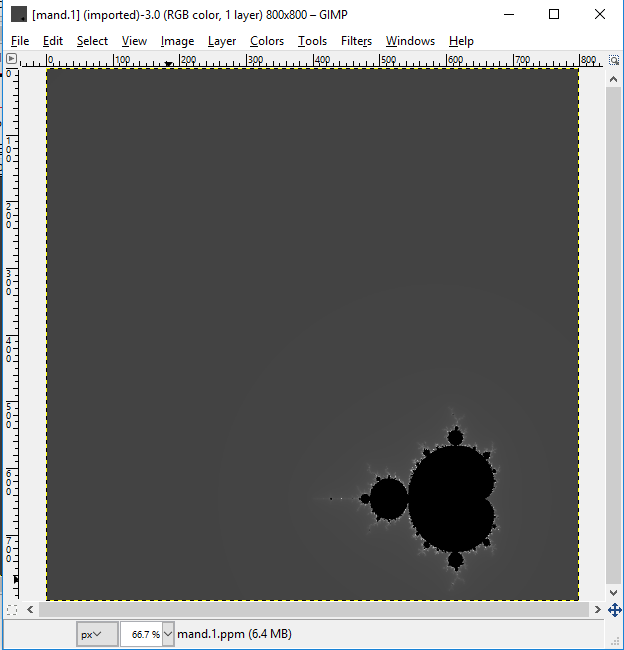 [mand.1] (imported)-3.0 (RGB color, 1 layer) 800x800 – GIMP
File Edit Select View Image Layer Colors Tools Filters Windows Help
0 100 200 300 400 500 600 700 800
0
100
200
300
400
500
600
700
px 66.7 % mand.1.ppm (6.4 MB)